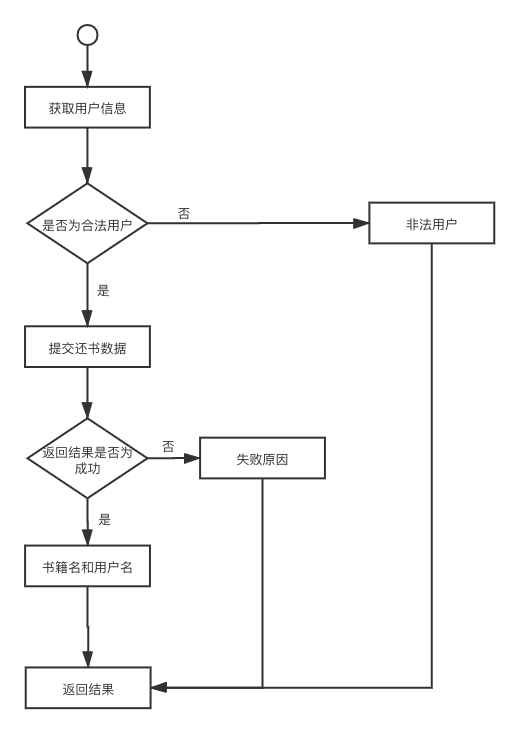 获取用户信息
是否为合法用户
否
非法用户
是
提交还书数据
返回结果是否为
成功
否
失败原因
是
书籍名和用户名
返回结果